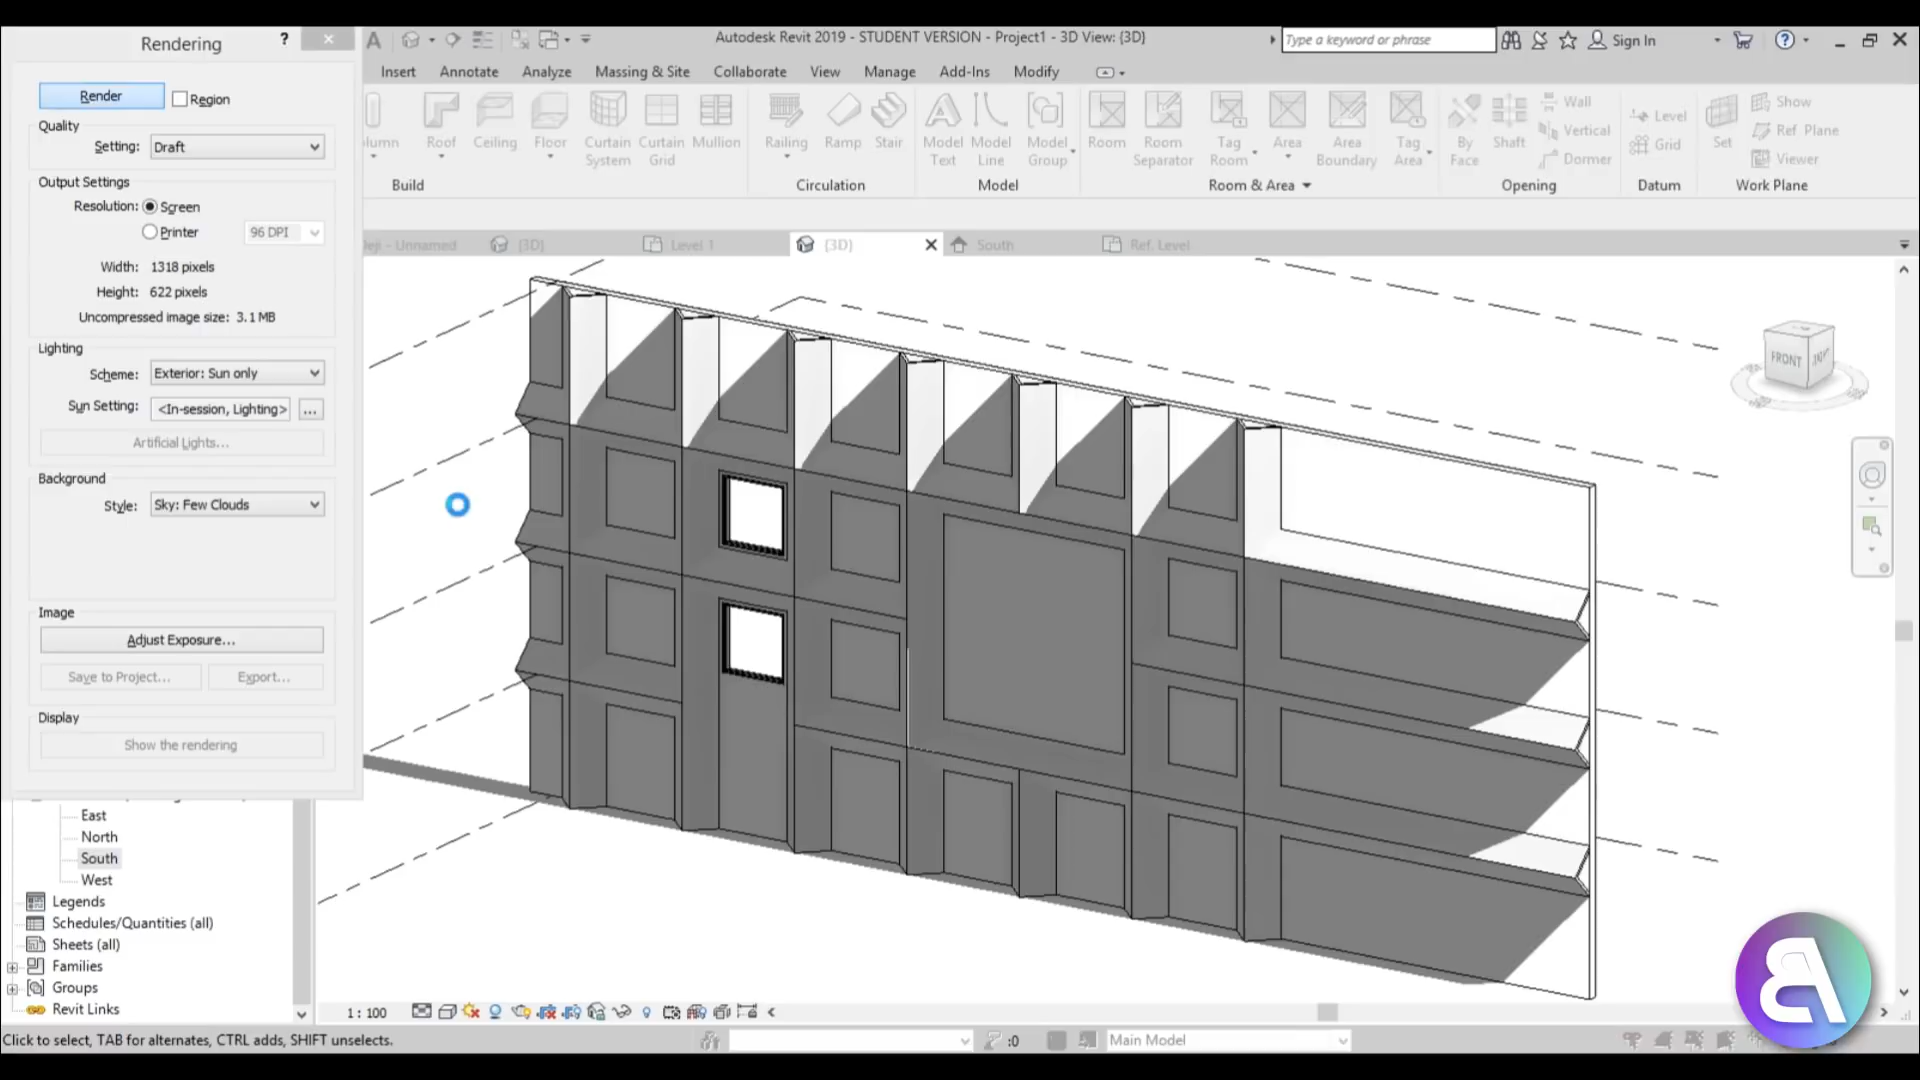 Rendering
?
Autodesk Revit 2019 - STUDENT VERSION - Project1 - 3D View: {3D}
Type a keyword or phrase
Sign In
Insert Annotate Analyze Massing & Site Collaborate View Manage Add-Ins Modify
Render
Region
Quality
Setting: Draft
Output Settings
Resolution: Screen
Printer 96 DPI
Width: 1318 pixels
Height: 622 pixels
Uncompressed image size: 3.1 MB
Lighting
Scheme: Exterior: Sun only
Sun Setting: <In-session, Lighting> ...
Artificial Lights...
Background
Style: Sky: Few Clouds
Image
Adjust Exposure...
Save to Project... Export...
Display
Show the rendering
Roof
Ceiling
Floor
Curtain System
Curtain Grid
Mullion
Build
Railing
Ramp
Stair
Circulation
Model Text
Model Line
Model Group
Model
Room
Room Separator
Tag Room
Area
Area Boundary
Tag Area
Room & Area
By Face
Shaft
Wall
Vertical
Dormer
Opening
Level
Grid
Datum
Set
Show
Ref Plane
Viewer
Work Plane
- Unnamed
{3D}
Level 1
{3D}
South
Ref. Level
FRONT
East
North
South
West
Legends
Schedules/Quantities (all)
Sheets (all)
Families
Groups
Revit Links
1 : 100
Click to select, TAB for alternates, CTRL adds, SHIFT unselects.
:0
Main Model